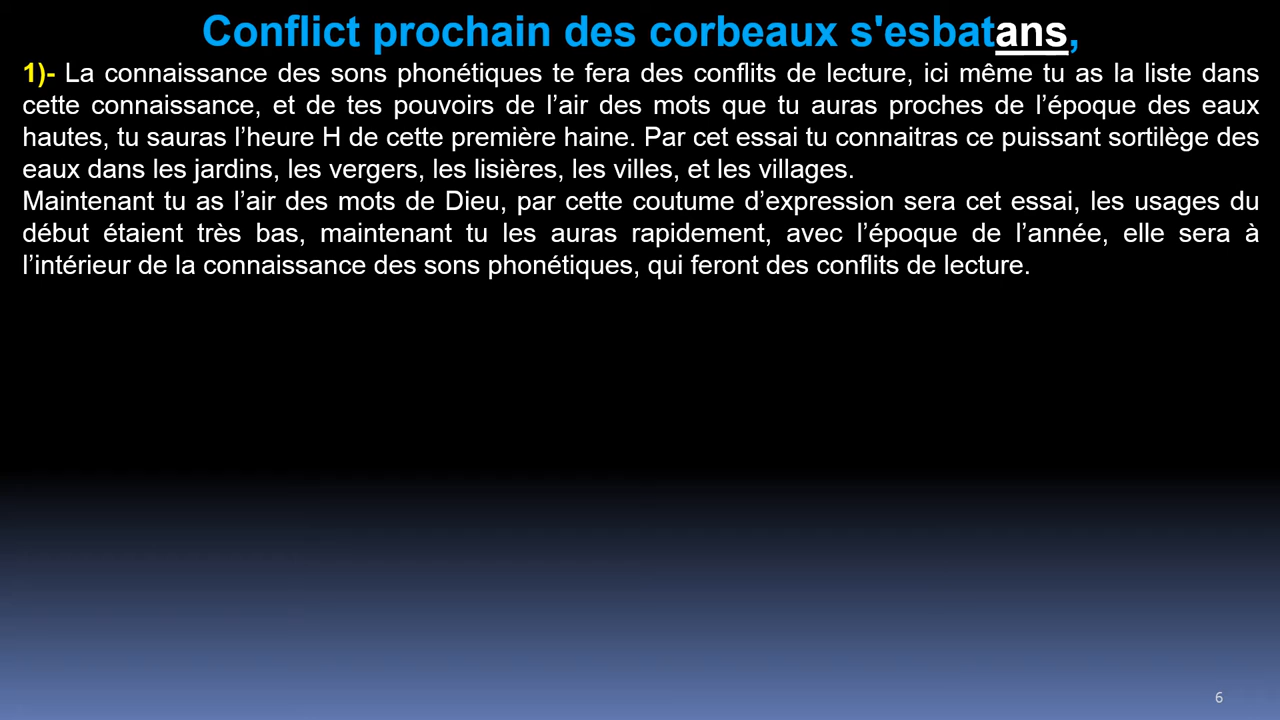 Conflict prochain des corbeaux s'esbatans,
1)- La connaissance des sons phonétiques te fera des conflits de lecture, ici même tu as la liste dans
cette connaissance, et de tes pouvoirs de l’air des mots que tu auras proches de l’époque des eaux
hautes, tu sauras l’heure H de cette première haine. Par cet essai tu connaitras ce puissant sortilège des
eaux dans les jardins, les vergers, les lisières, les villes, et les villages.
Maintenant tu as l’air des mots de Dieu, par cette coutume d’expression sera cet essai, les usages du
début étaient très bas, maintenant tu les auras rapidement, avec l’époque de l’année, elle sera à
l’intérieur de la connaissance des sons phonétiques, qui feront des conflits de lecture.
6